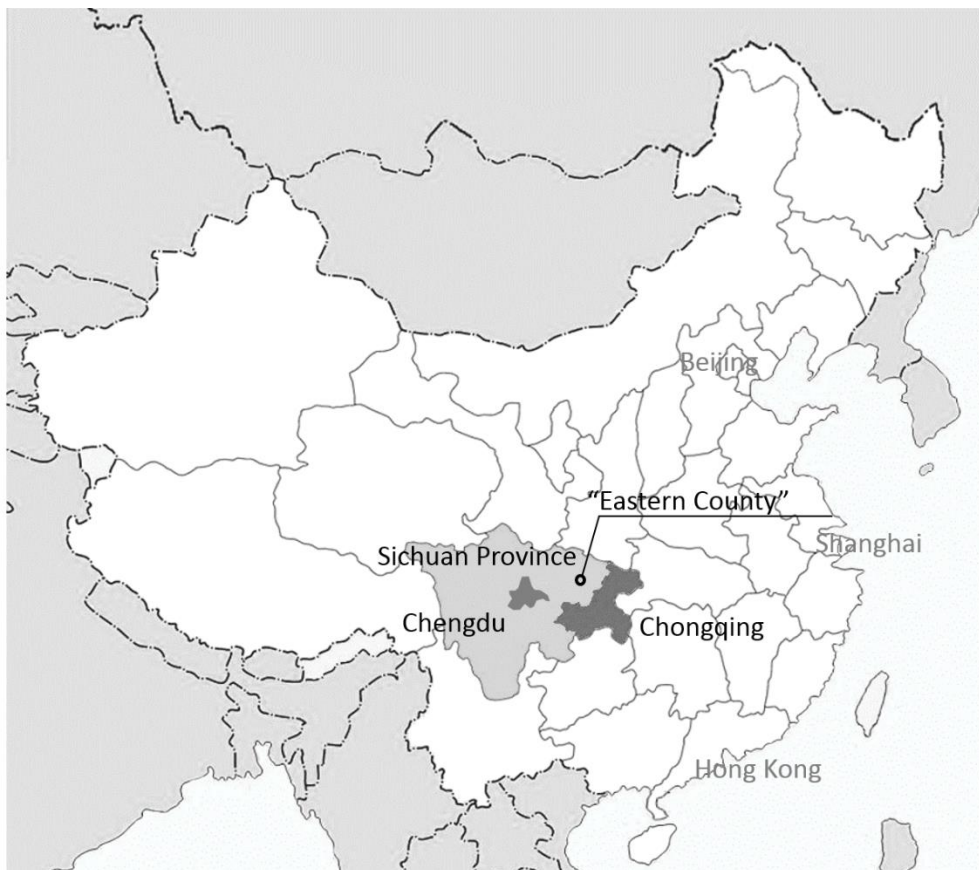 Beijing
“Eastern County”
Shanghai
Sichuan Province
Chengdu
Chongqing
Hong Kong